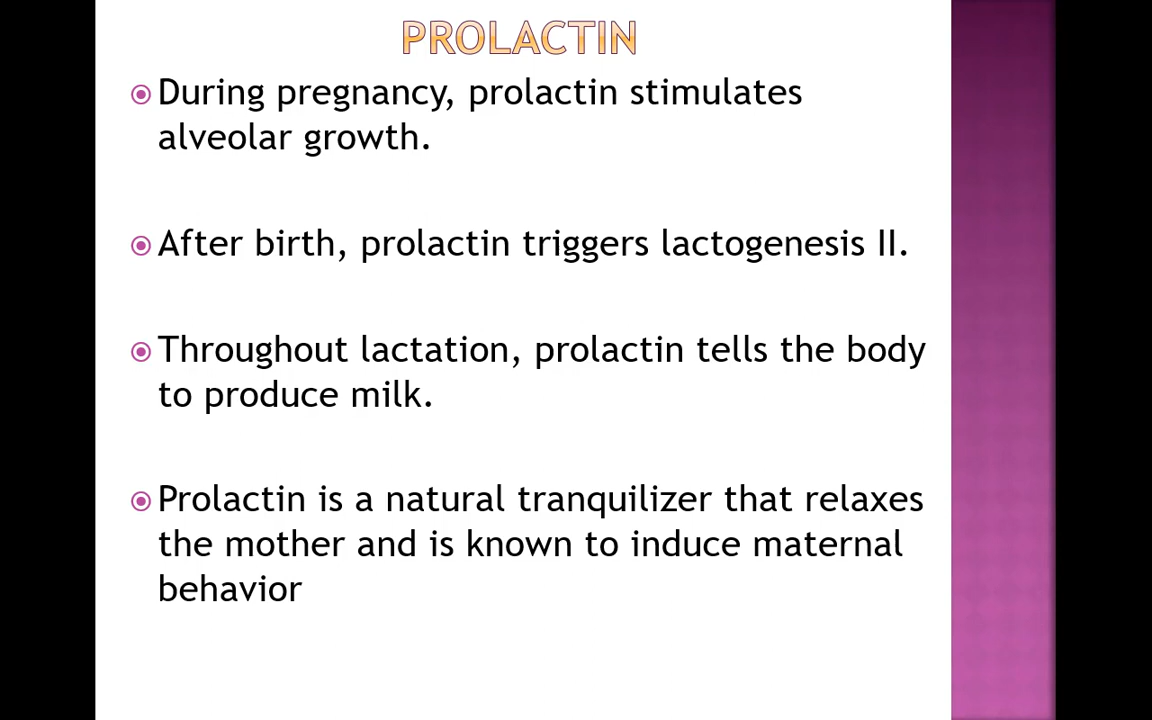 PROLACTIN
During pregnancy, prolactin stimulates
alveolar growth.
After birth, prolactin triggers lactogenesis II.
Throughout lactation, prolactin tells the body
to produce milk.
Prolactin is a natural tranquilizer that relaxes
the mother and is known to induce maternal
behavior